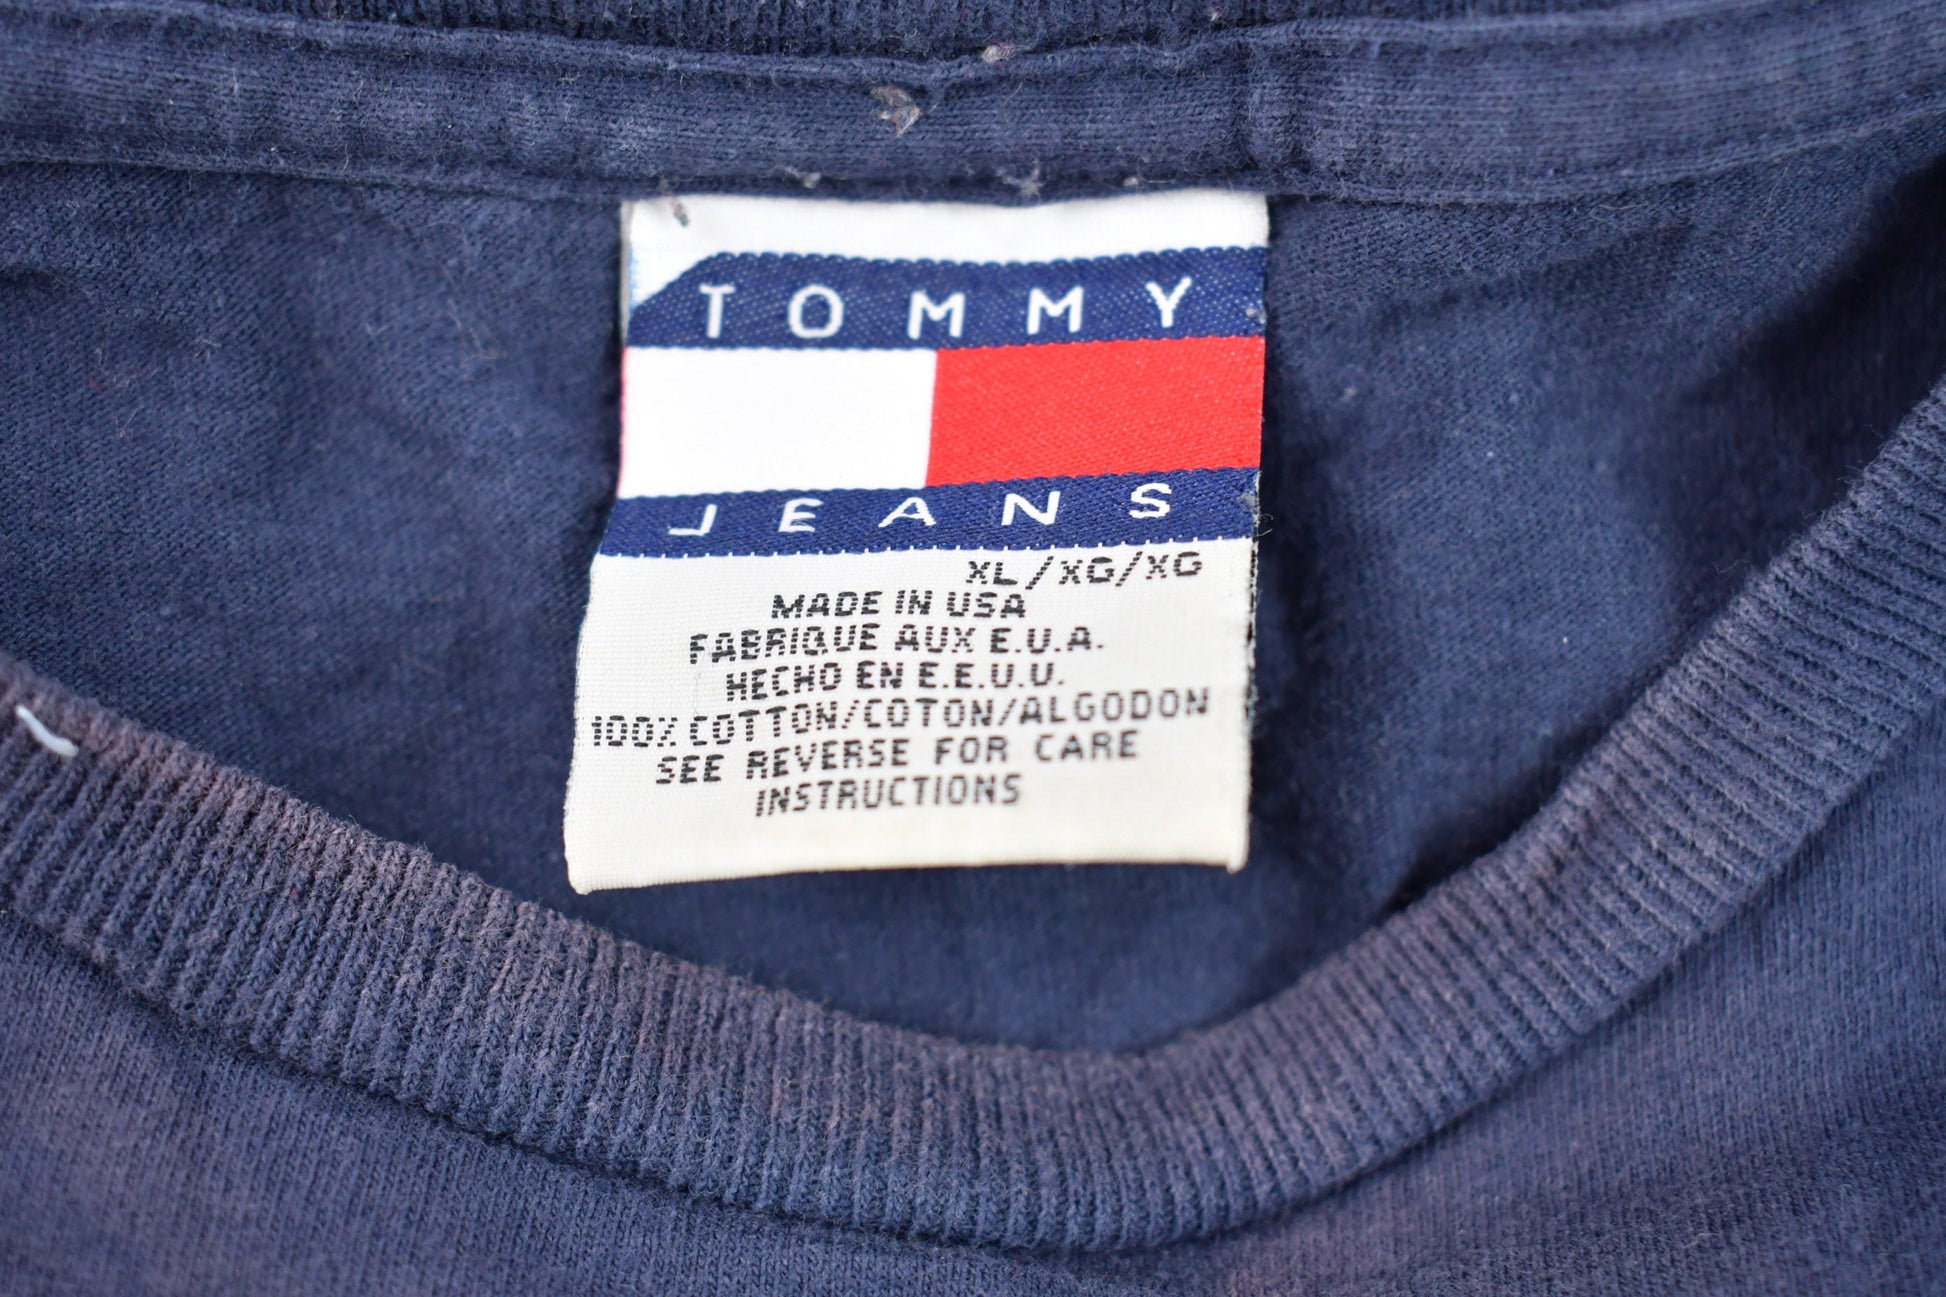 TOMMY
JEANS
XL/XG/XG
MADE IN USA
FABRIQUE AUX E.U.A.
HECHO EN E.E.U.U.
100% COTTON/COTON/ALGODON
SEE REVERSE FOR CARE
INSTRUCTIONS